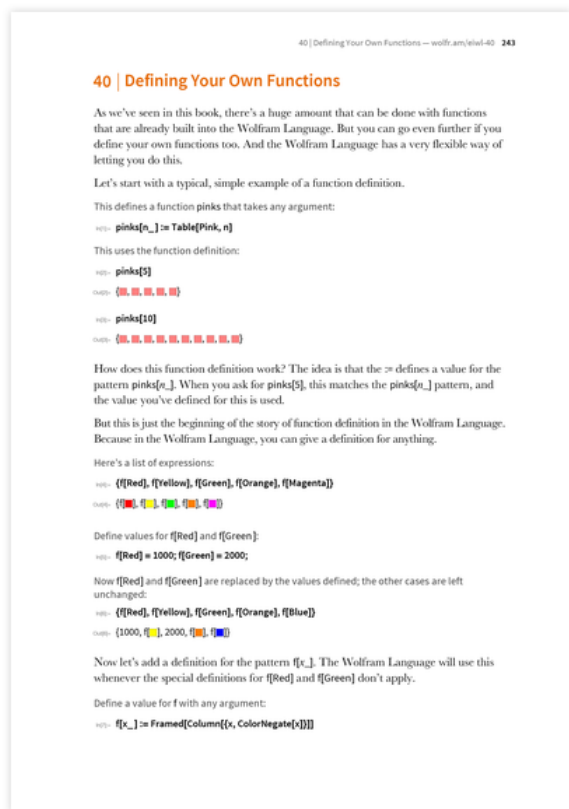 40 | Defining Your Own Functions — wolfr.am/eiwl-40 243
40 | Defining Your Own Functions
As we've seen in this book, there's a huge amount that can be done with functions
that are already built into the Wolfram Language. But you can go even further if you
define your own functions too. And the Wolfram Language has a very flexible way of
letting you do this.
Let's start with a typical, simple example of a function definition.
This defines a function pinks that takes any argument:
pinks[n_] := Table[Pink, n]
This uses the function definition:
pinks[5]
{, , , , }
pinks[10]
{, , , , , , , , , }
How does this function definition work? The idea is that the := defines a value for the
pattern pinks[n_]. When you ask for pinks[5], this matches the pinks[n_] pattern, and
the value you've defined for this is used.
But this is just the beginning of the story of function definition in the Wolfram Language.
Because in the Wolfram Language, you can give a definition for anything.
Here's a list of expressions:
{f[Red], f[Yellow], f[Green], f[Orange], f[Magenta]}
{f[], f[], f[], f[], f[]}
Define values for f[Red] and f[Green]:
f[Red] = 1000; f[Green] = 2000;
Now f[Red] and f[Green] are replaced by the values defined; the other cases are left
unchanged:
{f[Red], f[Yellow], f[Green], f[Orange], f[Blue]}
{1000, f[], 2000, f[], f[]}
Now let's add a definition for the pattern f[x_]. The Wolfram Language will use this
whenever the special definitions for f[Red] and f[Green] don't apply.
Define a value for f with any argument:
f[x_] := Framed[Column[{x, ColorNegate[x]}]]